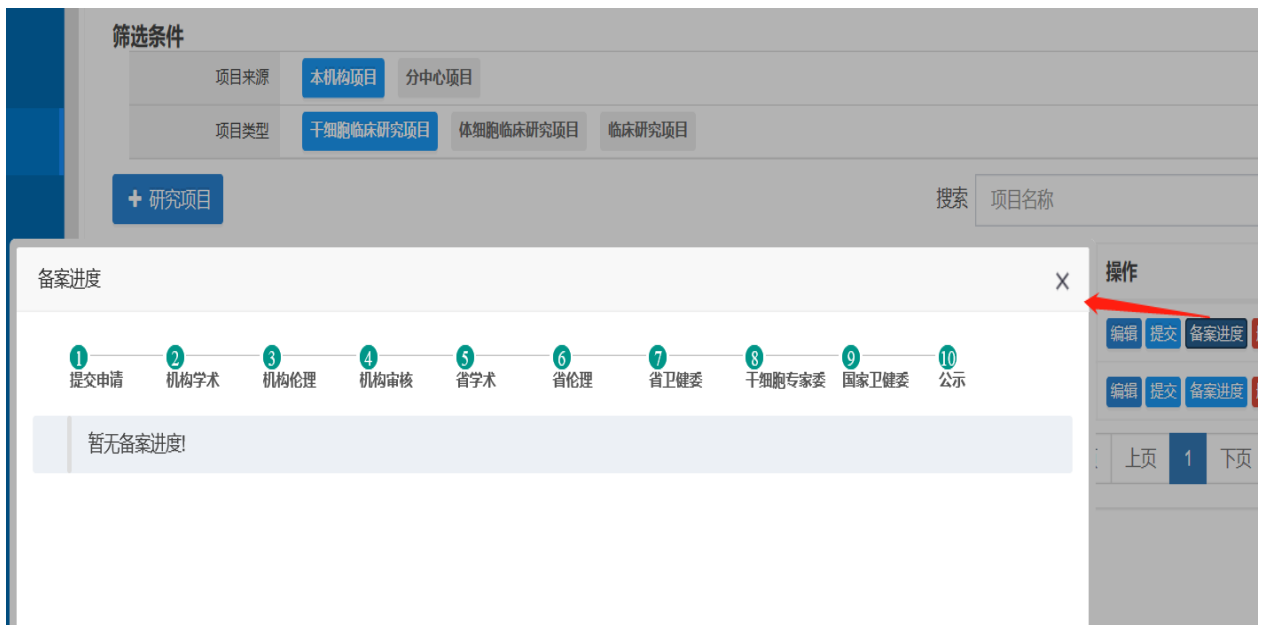 筛选条件
项目来源 本机构项目 分中心项目
项目类型 干细胞临床研究项目 体细胞临床研究项目 临床研究项目
+ 研究项目 搜索 项目名称
备案进度 X 操作
编辑 提交 备案进度
1 2 3 4 5 6 7 8 9 10
提交申请 机构学术 机构伦理 机构审核 省学术 省伦理 省卫健委 干细胞专家委 国家卫健委 公示
编辑 提交 备案进度
暂无备案进度!
上页 1 下页